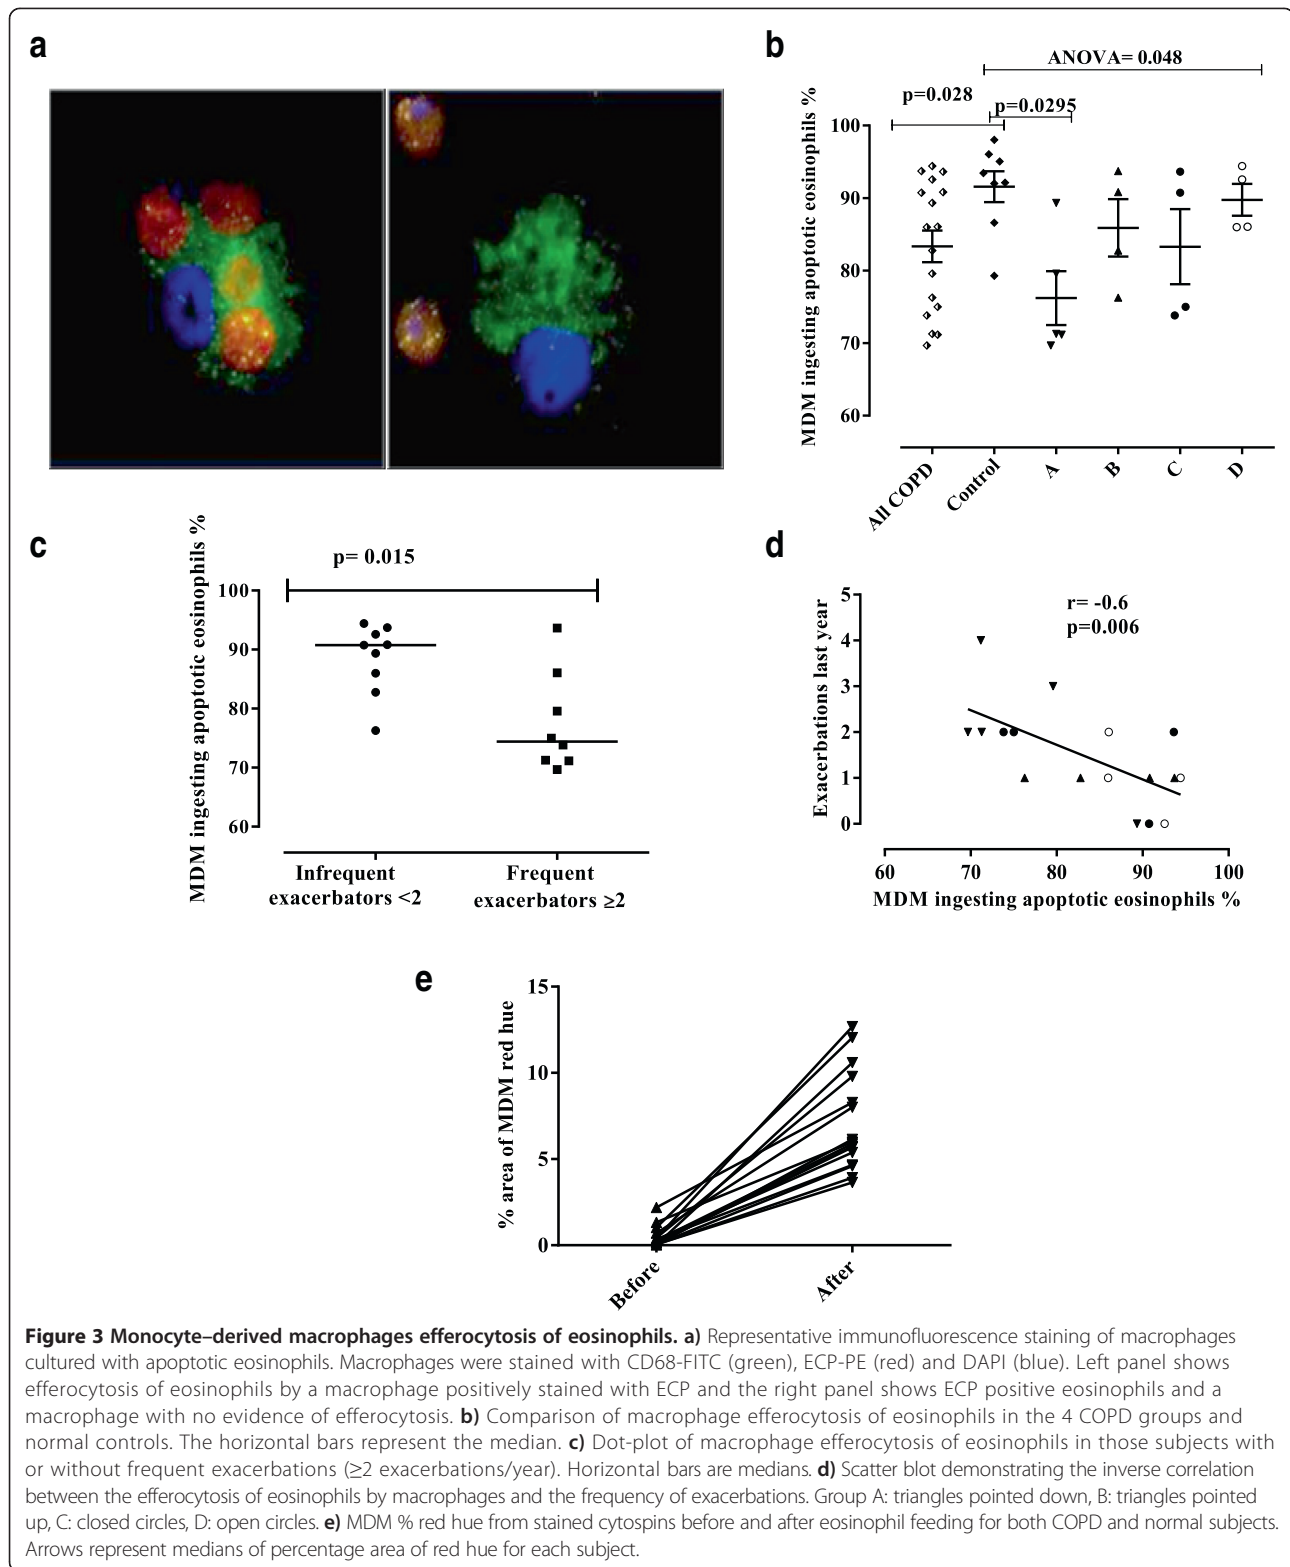 a
b
ANOVA= 0.048
p=0.028
p=0.0295
MDM ingesting apoptotic eosinophils %
100
90
80
70
60
All COPD
Control
A
B
C
D
c
p= 0.015
MDM ingesting apoptotic eosinophils %
100
90
80
70
60
Infrequent
exacerbators <2
Frequent
exacerbators ≥2
d
r= -0.6
p=0.006
Exacerbations last year
5
4
3
2
1
0
60
70
80
90
100
MDM ingesting apoptotic eosinophils %
e
% area of MDM red hue
15
10
5
0
Before
After
Figure 3 Monocyte–derived macrophages efferocytosis of eosinophils. a) Representative immunofluorescence staining of macrophages
cultured with apoptotic eosinophils. Macrophages were stained with CD68-FITC (green), ECP-PE (red) and DAPI (blue). Left panel shows
efferocytosis of eosinophils by a macrophage positively stained with ECP and the right panel shows ECP positive eosinophils and a
macrophage with no evidence of efferocytosis. b) Comparison of macrophage efferocytosis of eosinophils in the 4 COPD groups and
normal controls. The horizontal bars represent the median. c) Dot-plot of macrophage efferocytosis of eosinophils in those subjects with
or without frequent exacerbations (≥2 exacerbations/year). Horizontal bars are medians. d) Scatter blot demonstrating the inverse correlation
between the efferocytosis of eosinophils by macrophages and the frequency of exacerbations. Group A: triangles pointed down, B: triangles pointed
up, C: closed circles, D: open circles. e) MDM % red hue from stained cytospins before and after eosinophil feeding for both COPD and normal subjects.
Arrows represent medians of percentage area of red hue for each subject.